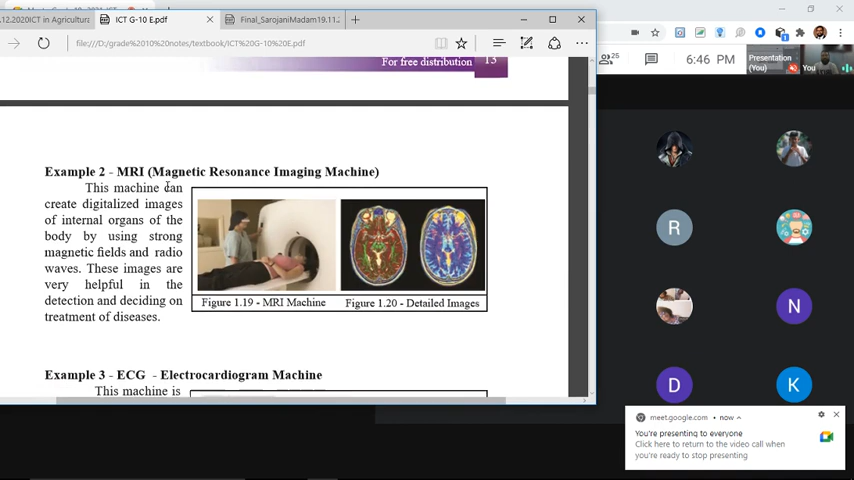 12.2020ICT in Agricultura
ICT G-10 E.pdf
Final_SarojaniMadam19.11.2
file:///D:/grade%2010%20notes/textbook/ICT%20G-10%20E.pdf
25
6:46 PM
Presentation
(You)
You
For free distribution
13
Example 2 - MRI (Magnetic Resonance Imaging Machine)
This machine can
create digitalized images
of internal organs of the
body by using strong
magnetic fields and radio
waves. These images are
very helpful in the
detection and deciding on
treatment of diseases.
Figure 1.19 - MRI Machine
Figure 1.20 - Detailed Images
Example 3 - ECG - Electrocardiogram Machine
This machine is
R
N
D
K
meet.google.com • now
You're presenting to everyone
Click here to return to the video call when
you're ready to stop presenting